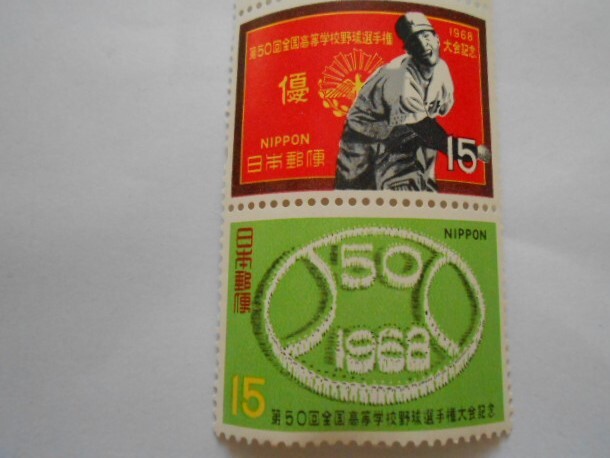 第50回全国高等学校野球選手権
1968
大会記念
優
NIPPON
日本郵便
15
NIPPON
日本郵便
50
1968
15
第50回全国高等学校野球選手権大会記念